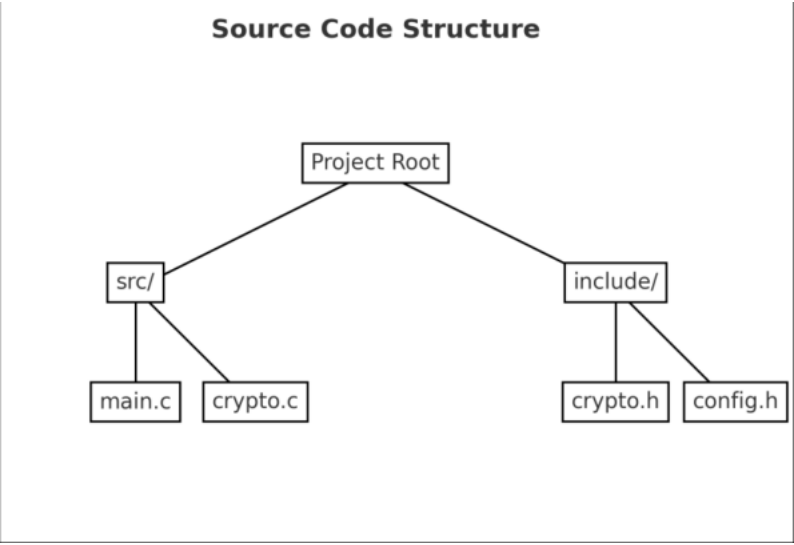 Source Code Structure
Project Root
src/
include/
main.c
crypto.c
crypto.h
config.h